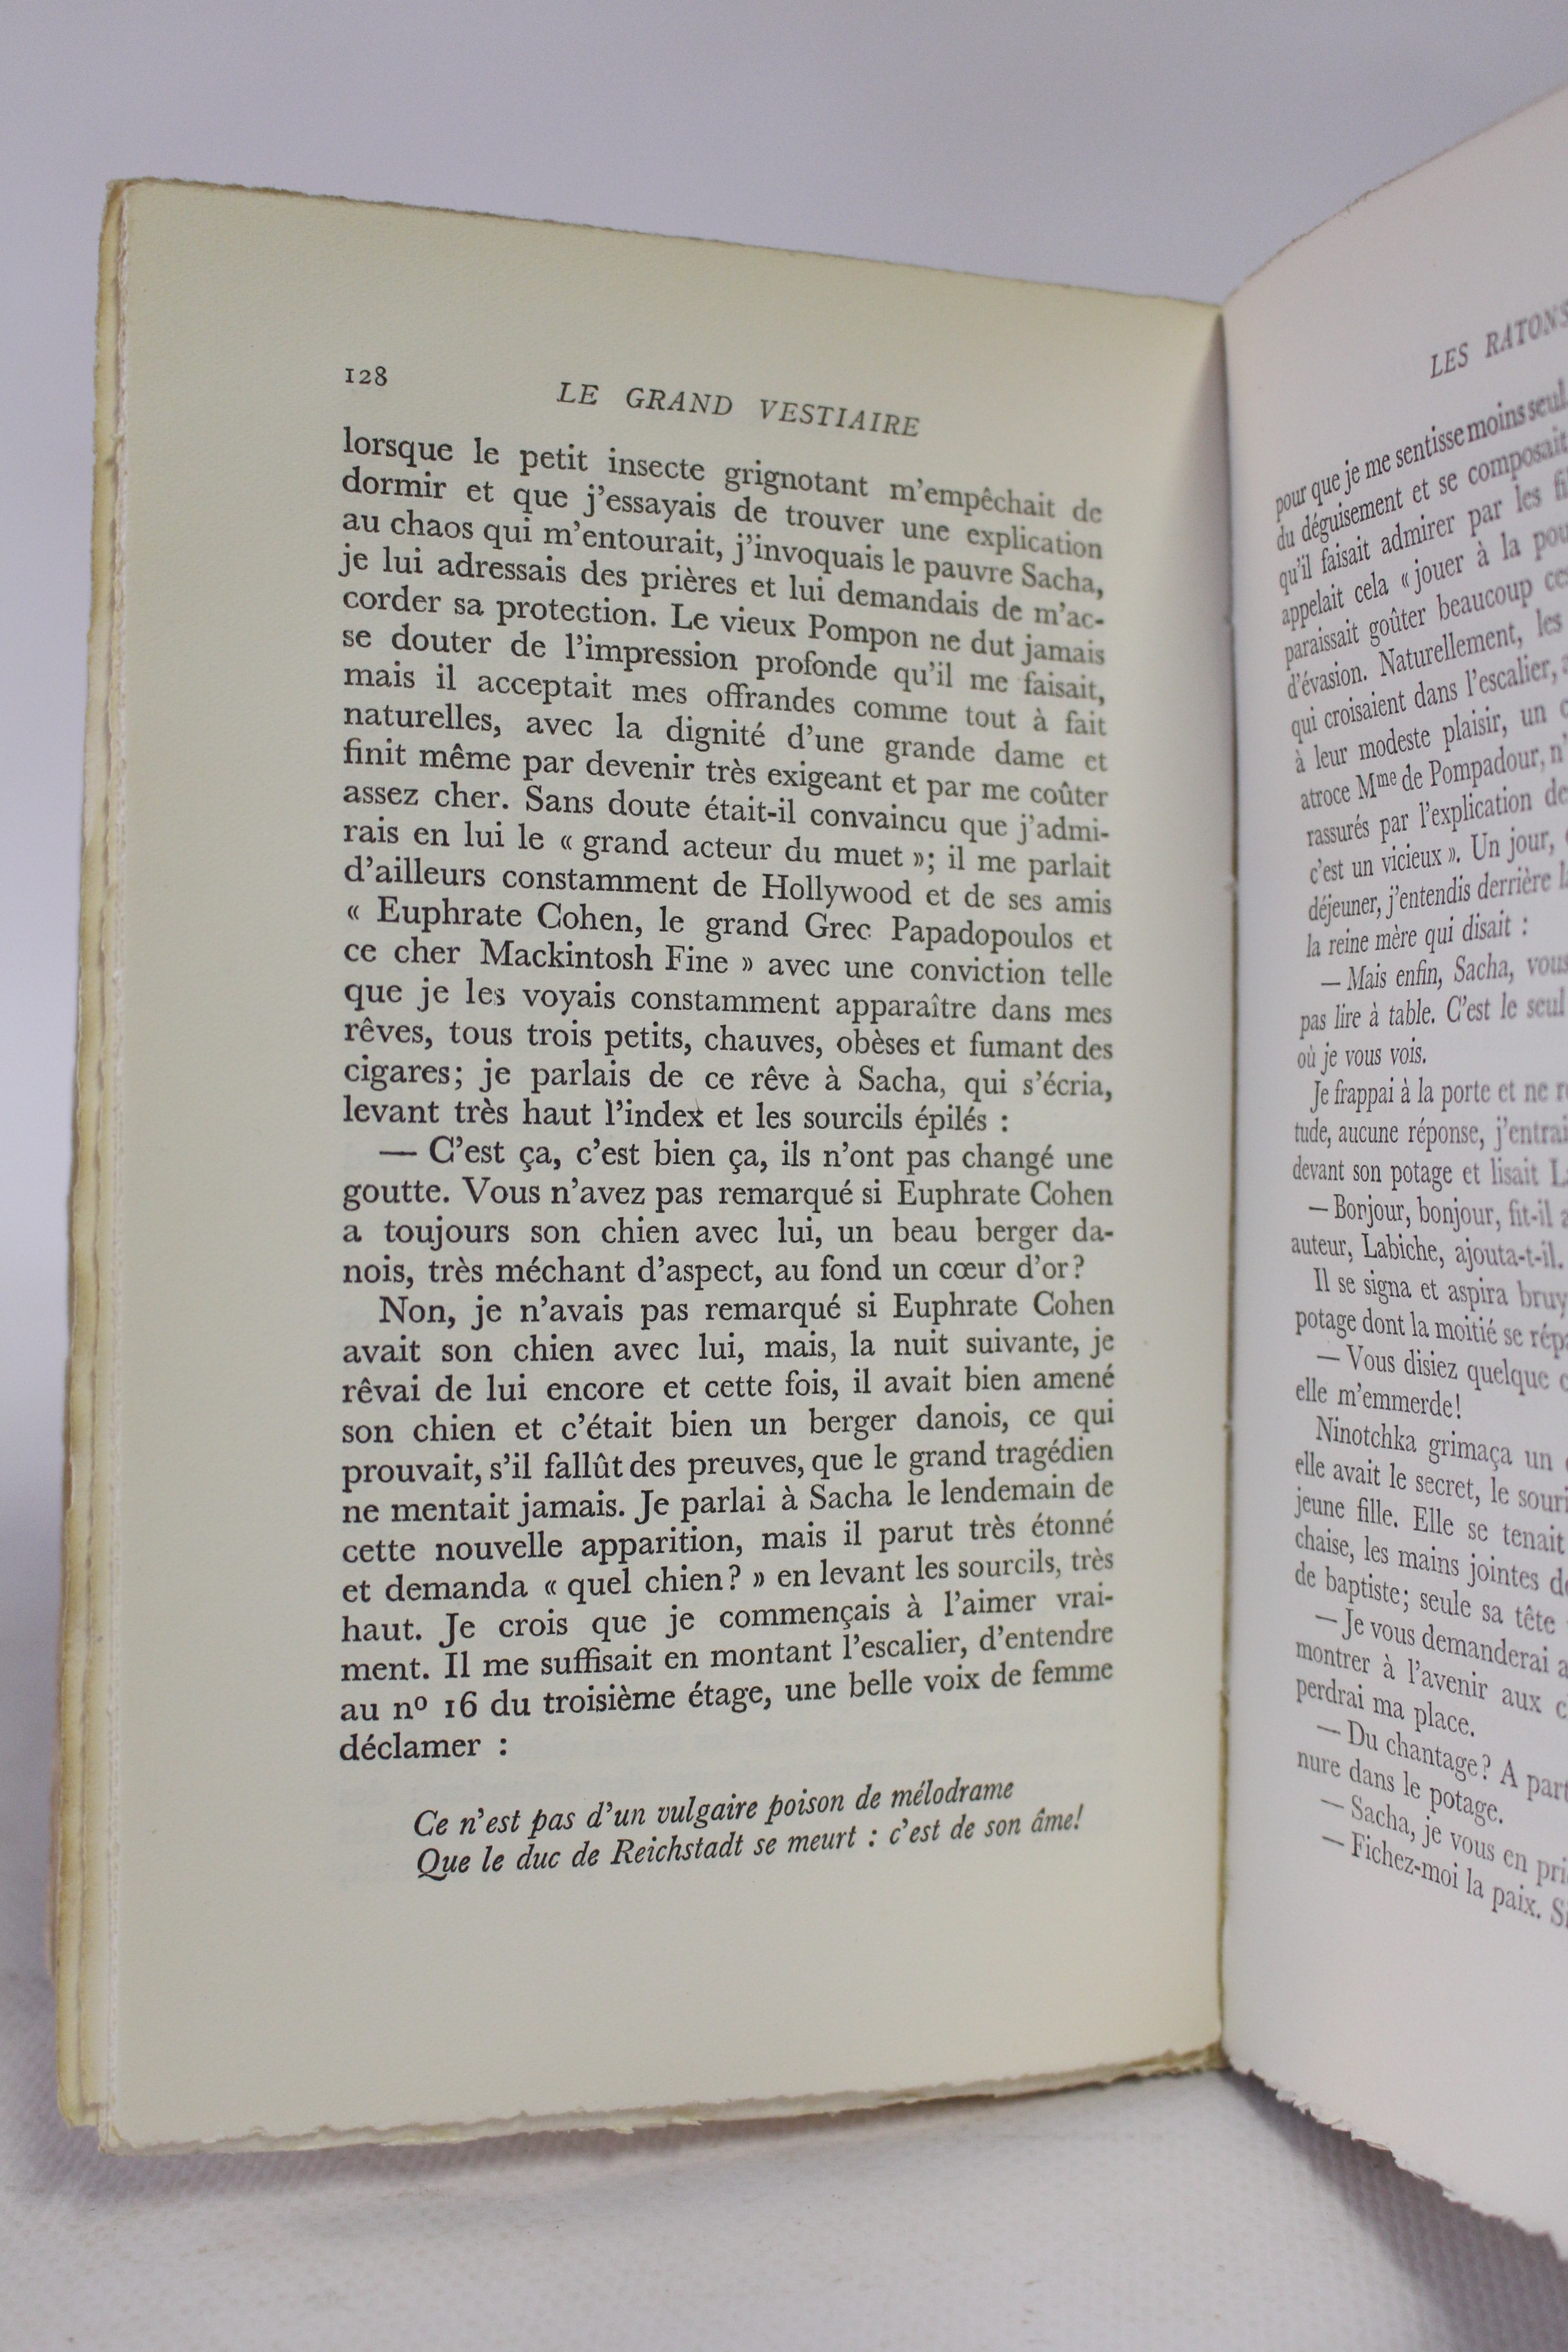 128
LE GRAND VESTIAIRE
lorsque le petit insecte grignotant m'empêchait de
dormir et que j'essayais de trouver une explication
au chaos qui m'entourait, j'invoquais le pauvre Sacha,
je lui adressais des prières et lui demandais de m'ac-
corder sa protection. Le vieux Pompon ne dut jamais
se douter de l'impression profonde qu'il me faisait,
mais il acceptait mes offrandes comme tout à fait
naturelles, avec la dignité d'une grande dame et
finit même par devenir très exigeant et par me coûter
assez cher. Sans doute était-il convaincu que j'admi-
rais en lui le « grand acteur du muet »; il me parlait
d'ailleurs constamment de Hollywood et de ses amis
« Euphrate Cohen, le grand Grec Papadopoulos et
ce cher Mackintosh Fine » avec une conviction telle
que je les voyais constamment apparaître dans mes
rêves, tous trois petits, chauves, obèses et fumant des
cigares; je parlais de ce rêve à Sacha, qui s'écria,
levant très haut l'index et les sourcils épilés :
— C'est ça, c'est bien ça, ils n'ont pas changé une
goutte. Vous n'avez pas remarqué si Euphrate Cohen
a toujours son chien avec lui, un beau berger da-
nois, très méchant d'aspect, au fond un cœur d'or?
Non, je n'avais pas remarqué si Euphrate Cohen
avait son chien avec lui, mais, la nuit suivante, je
rêvai de lui encore et cette fois, il avait bien amené
son chien et c'était bien un berger danois, ce qui
prouvait, s'il fallût des preuves, que le grand tragédien
ne mentait jamais. Je parlai à Sacha le lendemain de
cette nouvelle apparition, mais il parut très étonné
et demanda « quel chien? » en levant les sourcils, très
haut. Je crois que je commençais à l'aimer vrai-
ment. Il me suffisait en montant l'escalier, d'entendre
au nº 16 du troisième étage, une belle voix de femme
déclamer :
Ce n'est pas d'un vulgaire poison de mélodrame
Que le duc de Reichstadt se meurt : c'est de son âme!
LES RATONS
pour que je me sentisse moins seul
du déguisement et se composait
qu'il faisait admirer par les
appelait cela « jouer à la
paraissait goûter beaucoup
d'évasion. Naturellement, les
qui croisaient dans l'escalier,
à leur modeste plaisir, un
atroce Mme de Pompadour,
rassurés par l'explication
c'est un vicieux ». Un jour,
déjeuner, j'entendis derrière
la reine mère qui disait :
— Mais enfin, Sacha, vous
pas lire à table. C'est le seul
où je vous vois.
Je frappai à la porte et ne
tude, aucune réponse, j'entrai
devant son potage et lisait
— Borjour, bonjour, fit-il
auteur, Labiche, ajouta-t-il.
Il se signa et aspira
potage dont la moitié se
— Vous disiez quelque
elle m'emmerde!
Ninotchka grimaça un
elle avait le secret, le
jeune fille. Elle se tenait
chaise, les mains jointes
de baptiste; seule sa tête
— Je vous demanderai
montrer à l'avenir aux
perdrai ma place.
— Du chantage? A part
nure dans le potage.
— Sacha, je vous en
— Fichez-moi la paix.